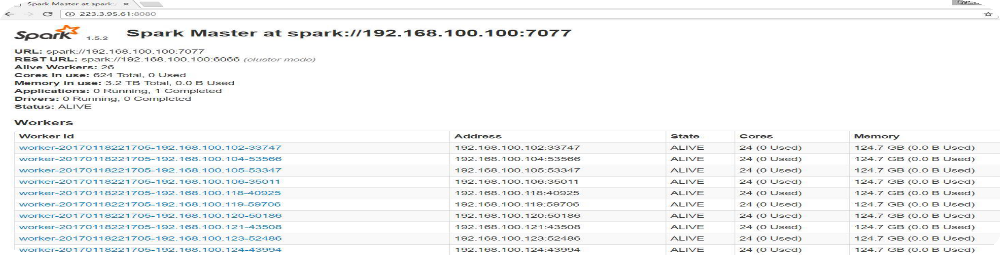 Spark Master at spark:/
223.3.95.61:8080
Spark 1.5.2 Spark Master at spark://192.168.100.100:7077
URL: spark://192.168.100.100:7077
REST URL: spark://192.168.100.100:6066 (cluster mode)
Alive Workers: 26
Cores in use: 624 Total, 0 Used
Memory in use: 3.2 TB Total, 0.0 B Used
Applications: 0 Running, 1 Completed
Drivers: 0 Running, 0 Completed
Status: ALIVE
Workers
Worker Id Address State Cores Memory
worker-20170118221705-192.168.100.102-33747 192.168.100.102:33747 ALIVE 24 (0 Used) 124.7 GB (0.0 B Used)
worker-20170118221705-192.168.100.104-53566 192.168.100.104:53566 ALIVE 24 (0 Used) 124.7 GB (0.0 B Used)
worker-20170118221705-192.168.100.105-53347 192.168.100.105:53347 ALIVE 24 (0 Used) 124.7 GB (0.0 B Used)
worker-20170118221705-192.168.100.106-35011 192.168.100.106:35011 ALIVE 24 (0 Used) 124.7 GB (0.0 B Used)
worker-20170118221705-192.168.100.118-40925 192.168.100.118:40925 ALIVE 24 (0 Used) 124.7 GB (0.0 B Used)
worker-20170118221705-192.168.100.119-59706 192.168.100.119:59706 ALIVE 24 (0 Used) 124.7 GB (0.0 B Used)
worker-20170118221705-192.168.100.120-50186 192.168.100.120:50186 ALIVE 24 (0 Used) 124.7 GB (0.0 B Used)
worker-20170118221705-192.168.100.121-43508 192.168.100.121:43508 ALIVE 24 (0 Used) 124.7 GB (0.0 B Used)
worker-20170118221705-192.168.100.123-52486 192.168.100.123:52486 ALIVE 24 (0 Used) 124.7 GB (0.0 B Used)
worker-20170118221705-192.168.100.124-43994 192.168.100.124:43994 ALIVE 24 (0 Used) 124.7 GB (0.0 B Used)